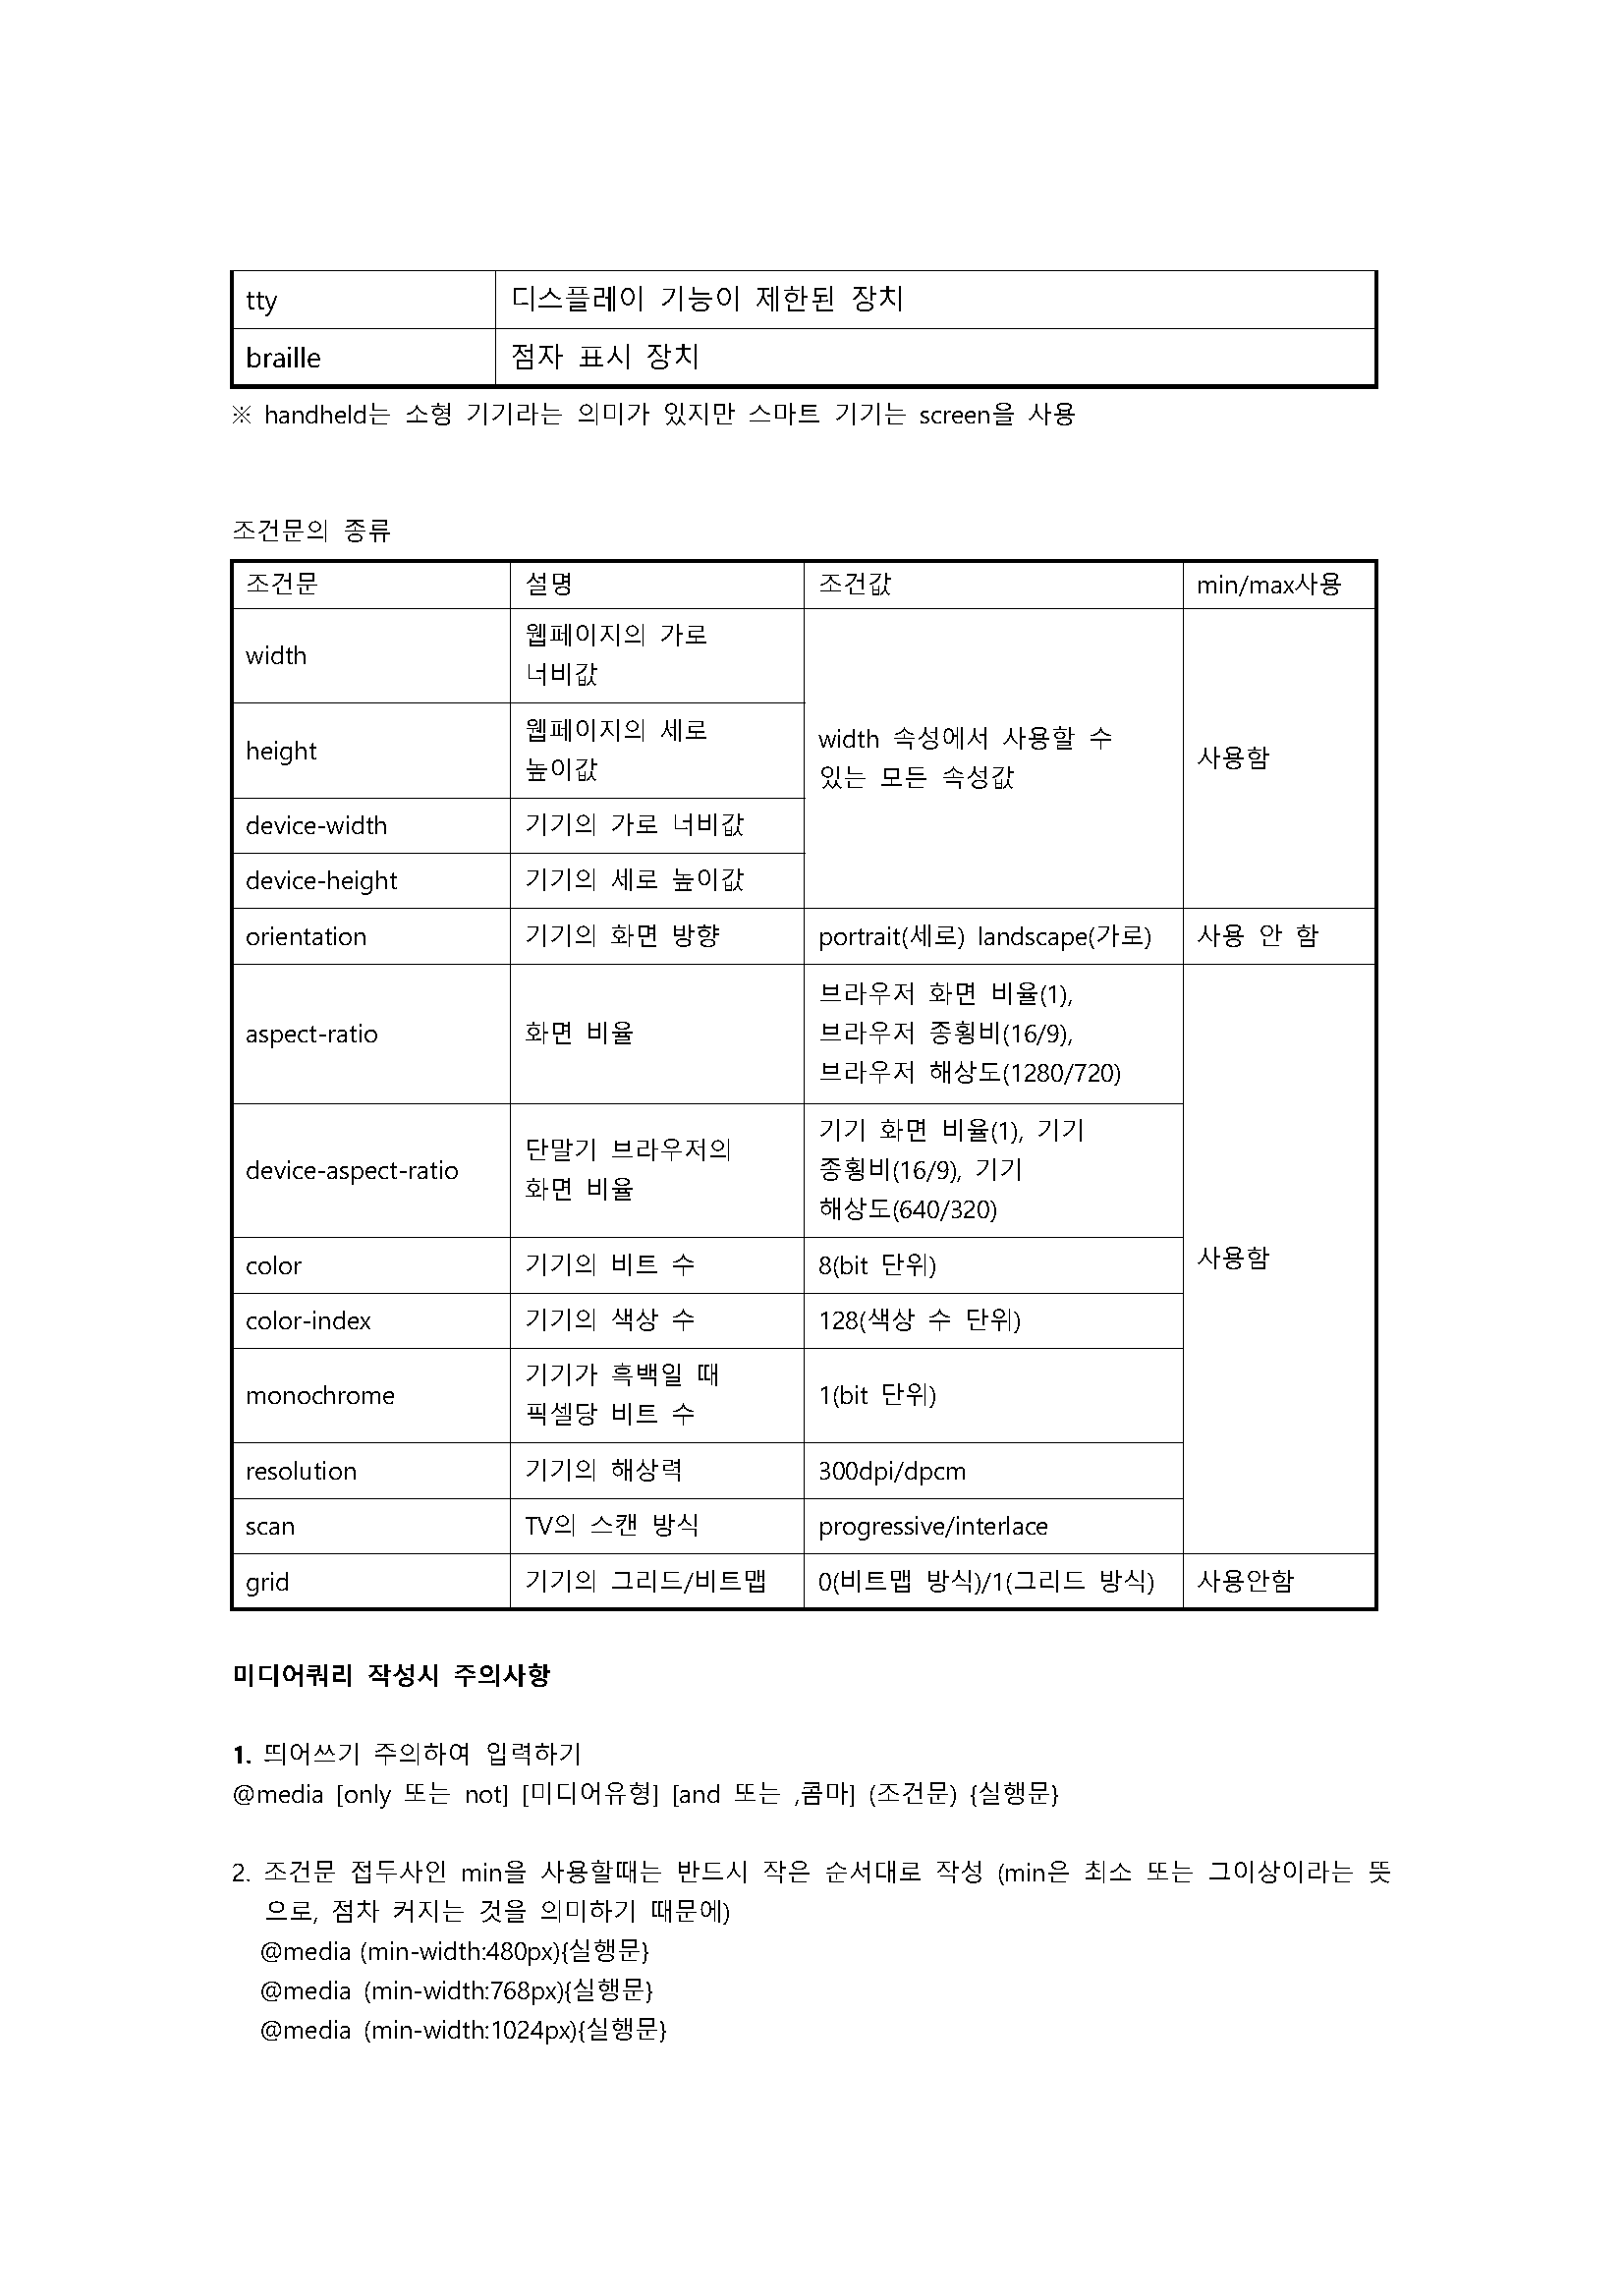 tty 디스플레이 기능이 제한된 장치
braille 점자 표시 장치
※ handheld는 소형 기기라는 의미가 있지만 스마트 기기는 screen을 사용
조건문의 종류
조건문 설명 조건값 min/max사용
width 웹페이지의 가로
너비값
height 웹페이지의 세로
높이값
width 속성에서 사용할 수
있는 모든 속성값
사용함
device-width 기기의 가로 너비값
device-height 기기의 세로 높이값
orientation 기기의 화면 방향 portrait(세로) landscape(가로) 사용 안 함
aspect-ratio 화면 비율 브라우저 화면 비율(1),
브라우저 종횡비(16/9),
브라우저 해상도(1280/720)
device-aspect-ratio 단말기 브라우저의
화면 비율
기기 화면 비율(1), 기기
종횡비(16/9), 기기
해상도(640/320)
사용함
color 기기의 비트 수 8(bit 단위)
color-index 기기의 색상 수 128(색상 수 단위)
monochrome 기기가 흑백일 때
픽셀당 비트 수
1(bit 단위)
resolution 기기의 해상력 300dpi/dpcm
scan TV의 스캔 방식 progressive/interlace
grid 기기의 그리드/비트맵 0(비트맵 방식)/1(그리드 방식) 사용안함
미디어쿼리 작성시 주의사항
1. 띄어쓰기 주의하여 입력하기
@media [only 또는 not] [미디어유형] [and 또는 ,콤마] (조건문) {실행문}
2. 조건문 접두사인 min을 사용할때는 반드시 작은 순서대로 작성 (min은 최소 또는 그이상이라는 뜻
으로, 점차 커지는 것을 의미하기 때문에)
@media (min-width:480px){실행문}
@media (min-width:768px){실행문}
@media (min-width:1024px){실행문}